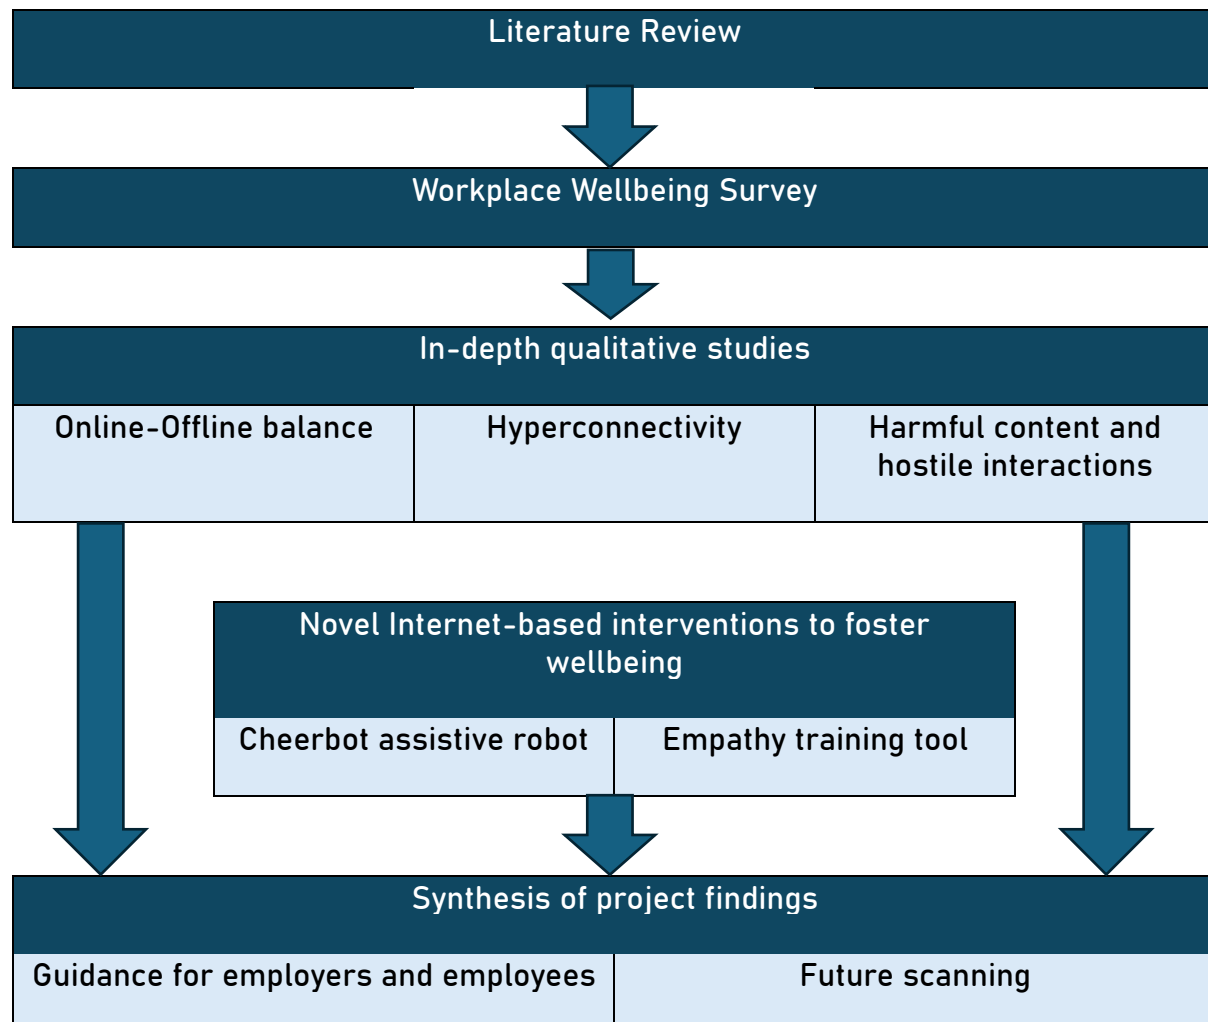 Literature Review
Workplace Wellbeing Survey
In-depth qualitative studies
Online-Offline balance
Hyperconnectivity
Harmful content and
hostile interactions
Novel Internet-based interventions to foster
wellbeing
Cheerbot assistive robot
Empathy training tool
Synthesis of project findings
Guidance for employers and employees
Future scanning